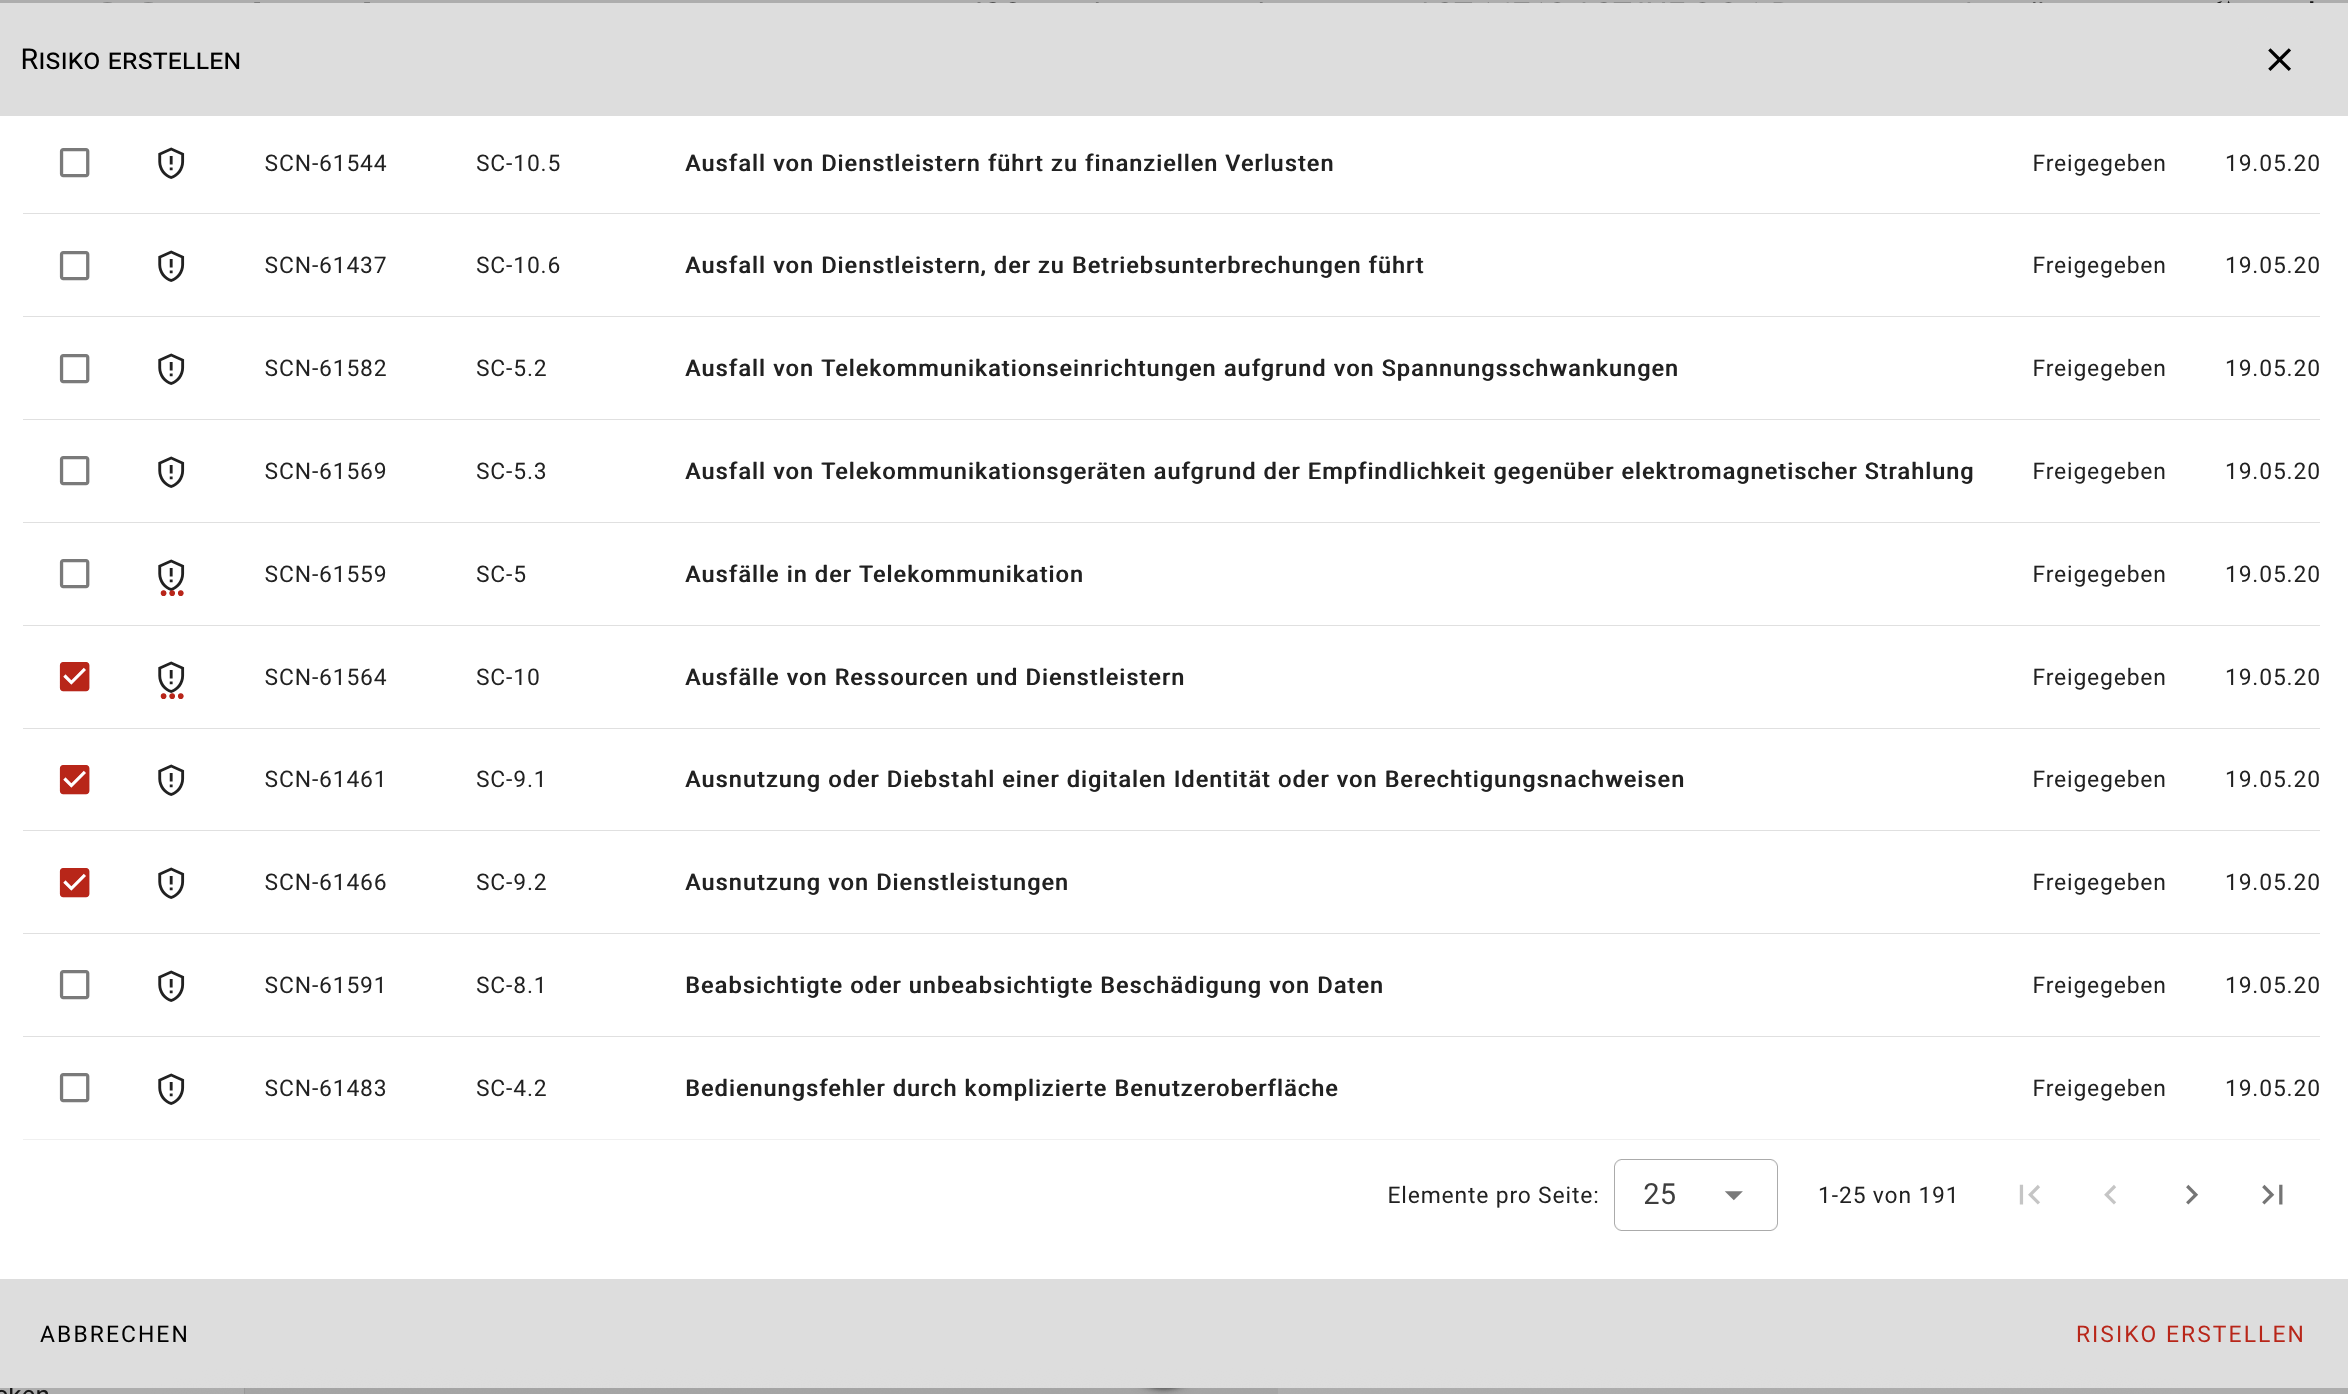 RISIKO ERSTELLEN
SCN-61544 SC-10.5 Ausfall von Dienstleistern führt zu finanziellen Verlusten Freigegeben 19.05.20
SCN-61437 SC-10.6 Ausfall von Dienstleistern, der zu Betriebsunterbrechungen führt Freigegeben 19.05.20
SCN-61582 SC-5.2 Ausfall von Telekommunikationseinrichtungen aufgrund von Spannungsschwankungen Freigegeben 19.05.20
SCN-61569 SC-5.3 Ausfall von Telekommunikationsgeräten aufgrund der Empfindlichkeit gegenüber elektromagnetischer Strahlung Freigegeben 19.05.20
SCN-61559 SC-5 Ausfälle in der Telekommunikation Freigegeben 19.05.20
SCN-61564 SC-10 Ausfälle von Ressourcen und Dienstleistern Freigegeben 19.05.20
SCN-61461 SC-9.1 Ausnutzung oder Diebstahl einer digitalen Identität oder von Berechtigungsnachweisen Freigegeben 19.05.20
SCN-61466 SC-9.2 Ausnutzung von Dienstleistungen Freigegeben 19.05.20
SCN-61591 SC-8.1 Beabsichtigte oder unbeabsichtigte Beschädigung von Daten Freigegeben 19.05.20
SCN-61483 SC-4.2 Bedienungsfehler durch komplizierte Benutzeroberfläche Freigegeben 19.05.20
Elemente pro Seite: 25 1-25 von 191
ABBRECHEN RISIKO ERSTELLEN